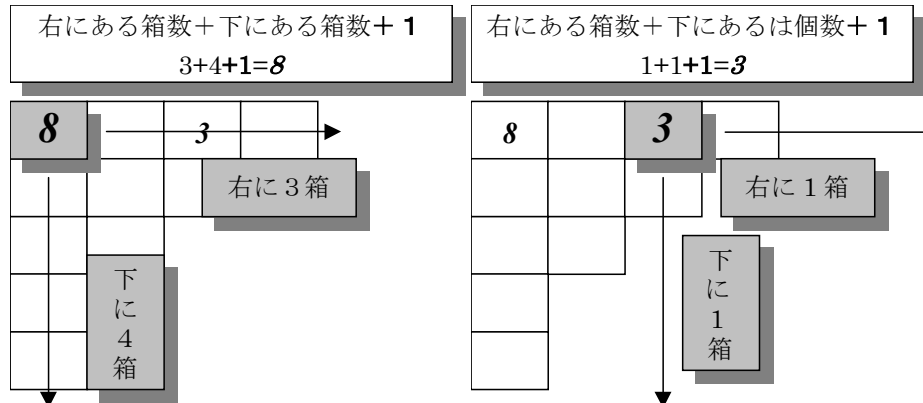 右にある箱数＋下にある箱数＋１
3+4+1=8
8
3
右に３箱
下に４箱
右にある箱数＋下にあるは個数＋１
1+1+1=3
8
3
右に１箱
下に１箱